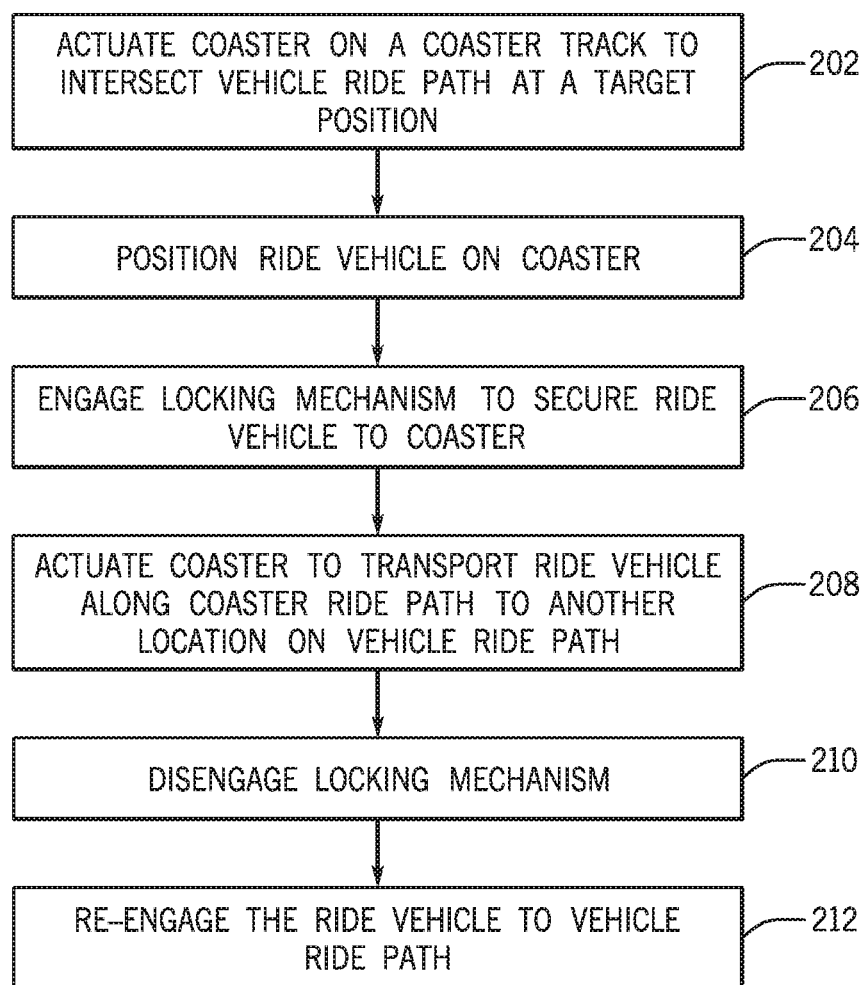 ACTUATE COASTER ON A COASTER TRACK TO
INTERSECT VEHICLE RIDE PATH AT A TARGET
POSITION
202
POSITION RIDE VEHICLE ON COASTER
204
ENGAGE LOCKING MECHANISM TO SECURE RIDE
VEHICLE TO COASTER
206
ACTUATE COASTER TO TRANSPORT RIDE VEHICLE
ALONG COASTER RIDE PATH TO ANOTHER
LOCATION ON VEHICLE RIDE PATH
208
DISENGAGE LOCKING MECHANISM
210
RE-ENGAGE THE RIDE VEHICLE TO VEHICLE
RIDE PATH
212